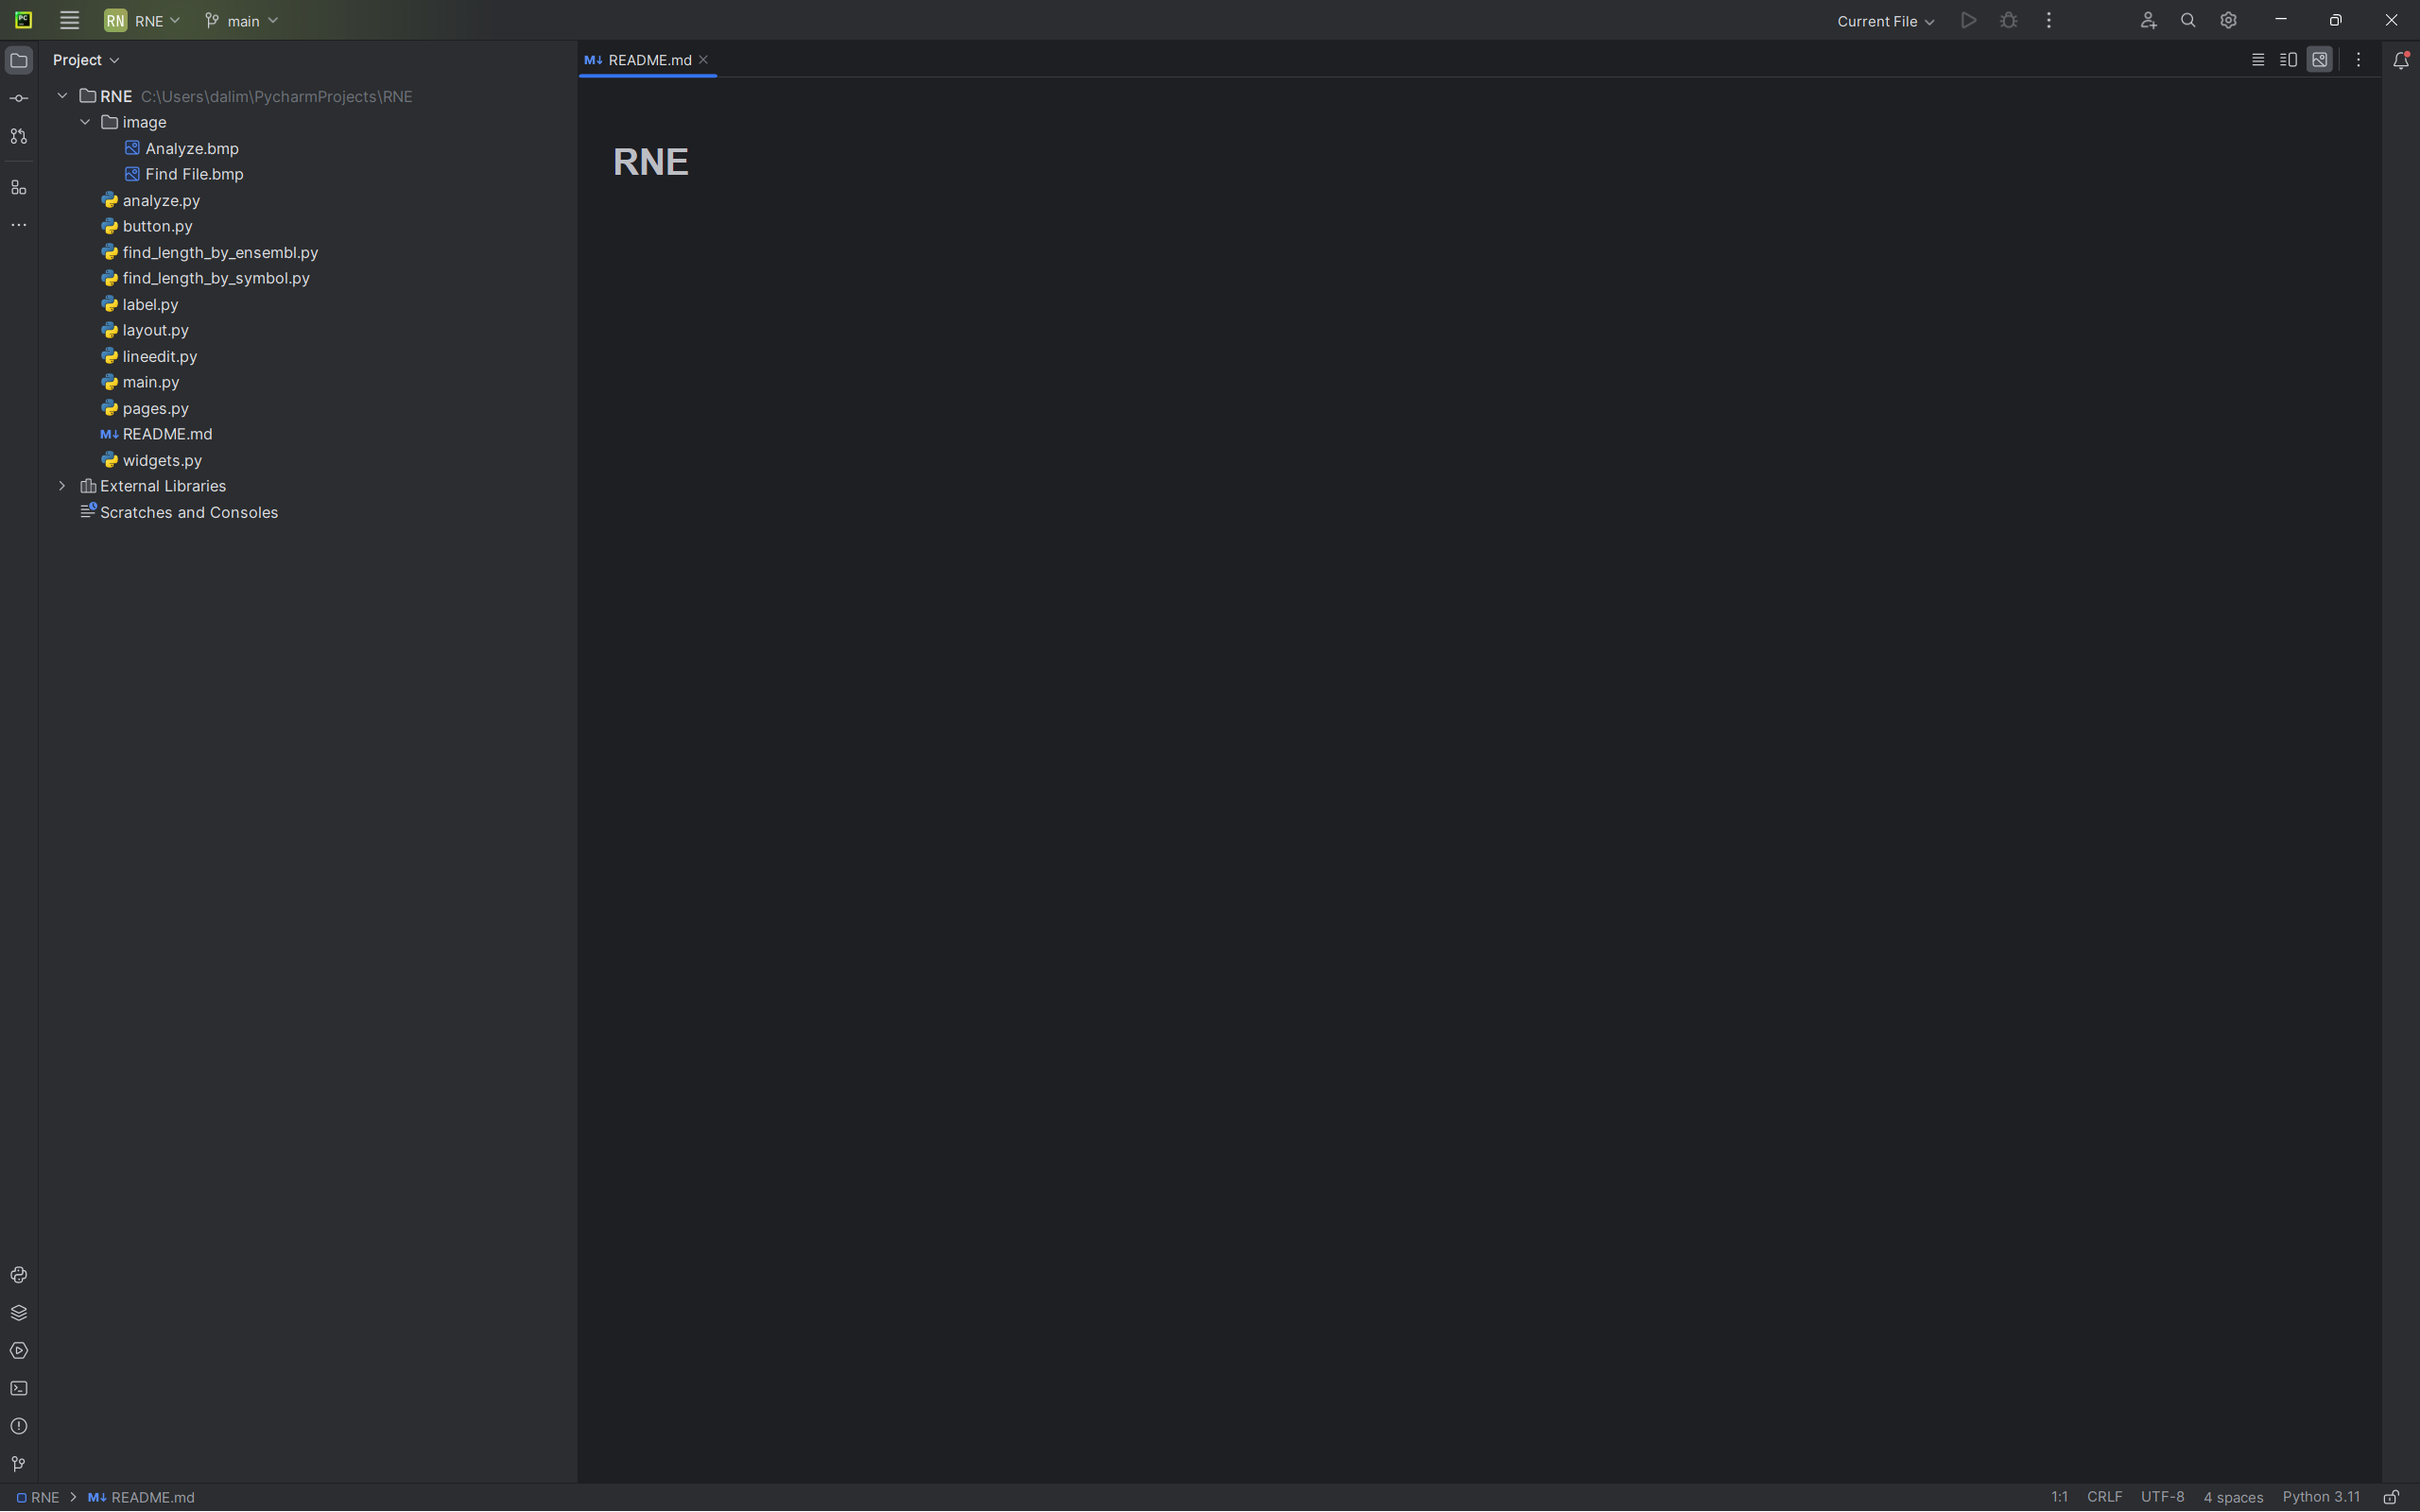 PC
RN RNE main Current File
Project
M↓ README.md
RNE C:\Users\dalim\PycharmProjects\RNE
image
Analyze.bmp
Find File.bmp
analyze.py
button.py
find_length_by_ensembl.py
find_length_by_symbol.py
label.py
layout.py
lineedit.py
main.py
pages.py
M↓ README.md
widgets.py
External Libraries
Scratches and Consoles
RNE
RNE > M↓ README.md 1:1 CRLF UTF-8 4 spaces Python 3.11